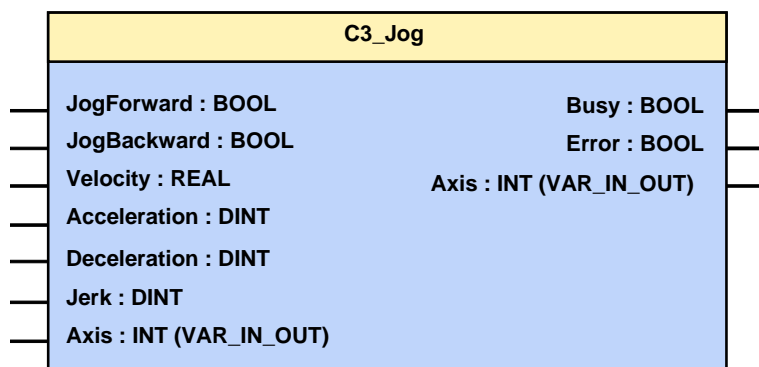 C3_Jog
JogForward : BOOL
Busy : BOOL
JogBackward : BOOL
Error : BOOL
Velocity : REAL
Axis : INT (VAR_IN_OUT)
Acceleration : DINT
Deceleration : DINT
Jerk : DINT
Axis : INT (VAR_IN_OUT)